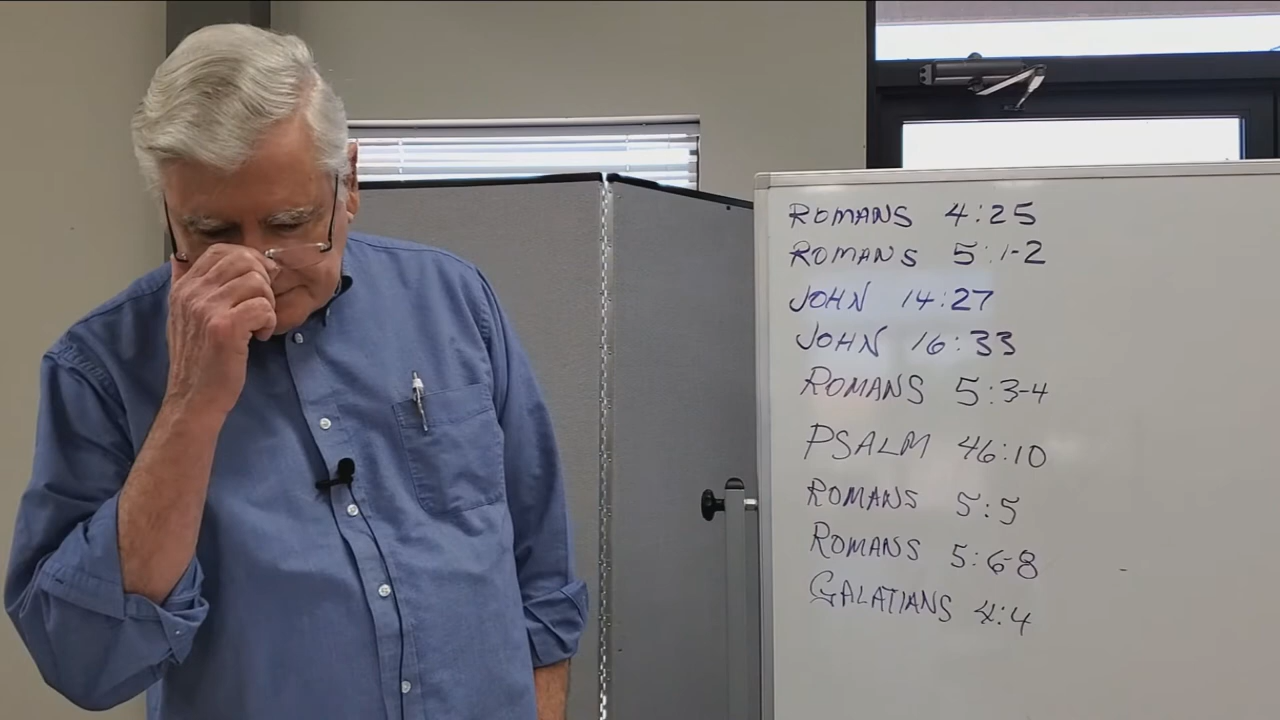 ROMANS 4:25
ROMANS 5:1-2
JOHN 14:27
JOHN 16:33
ROMANS 5:3-4
PSALM 46:10
ROMANS 5:5
ROMANS 5:6-8
GALATIANS 4:4